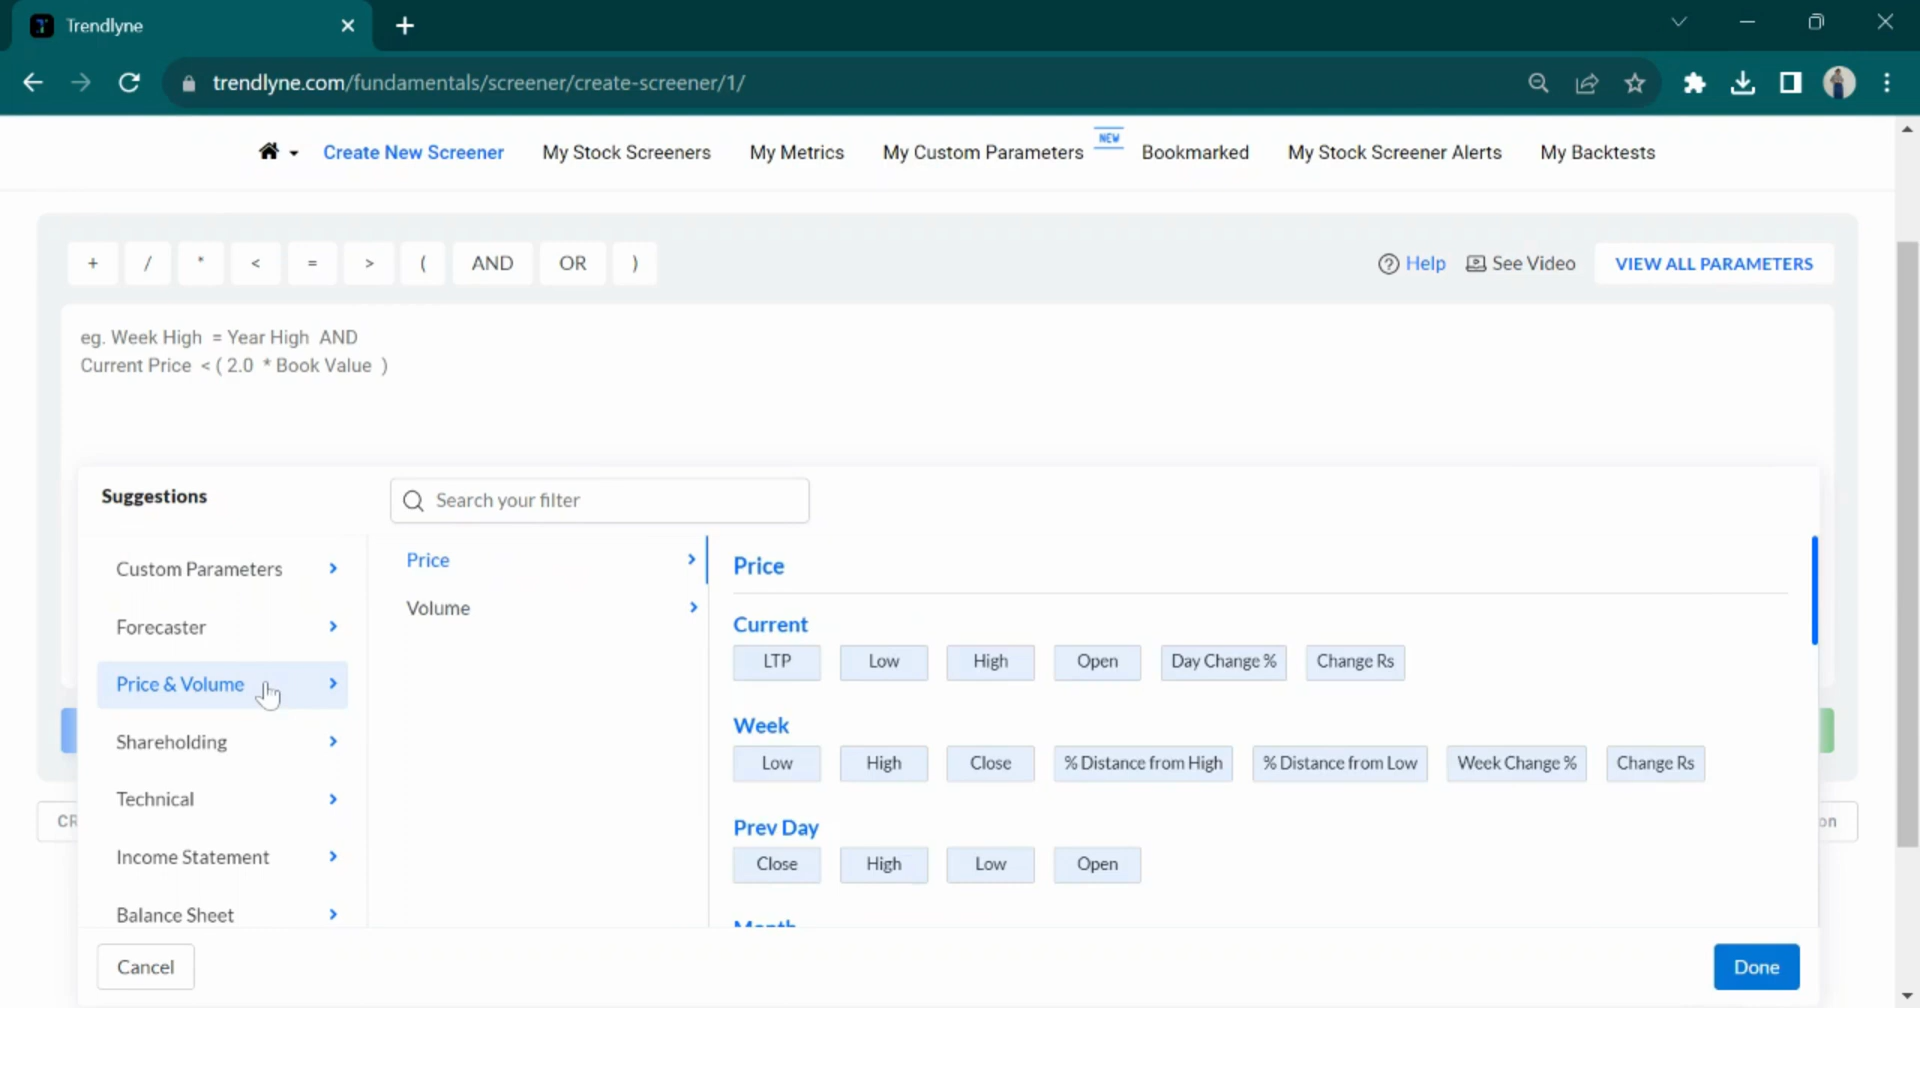 Trendlyne
trendlyne.com/fundamentals/screener/create-screener/1/
Create New Screener My Stock Screeners My Metrics My Custom Parameters NEW Bookmarked My Stock Screener Alerts My Backtests
+ / * < = > ( AND OR )
Help See Video VIEW ALL PARAMETERS
eg. Week High = Year High AND
Current Price < ( 2.0 * Book Value )
Suggestions
Search your filter
Custom Parameters
Forecaster
Price & Volume
Shareholding
Technical
Income Statement
Balance Sheet
Price
Volume
Price
Current
LTP Low High Open Day Change % Change Rs
Week
Low High Close % Distance from High % Distance from Low Week Change % Change Rs
Prev Day
Close High Low Open
Month
CR
on
Cancel
Done